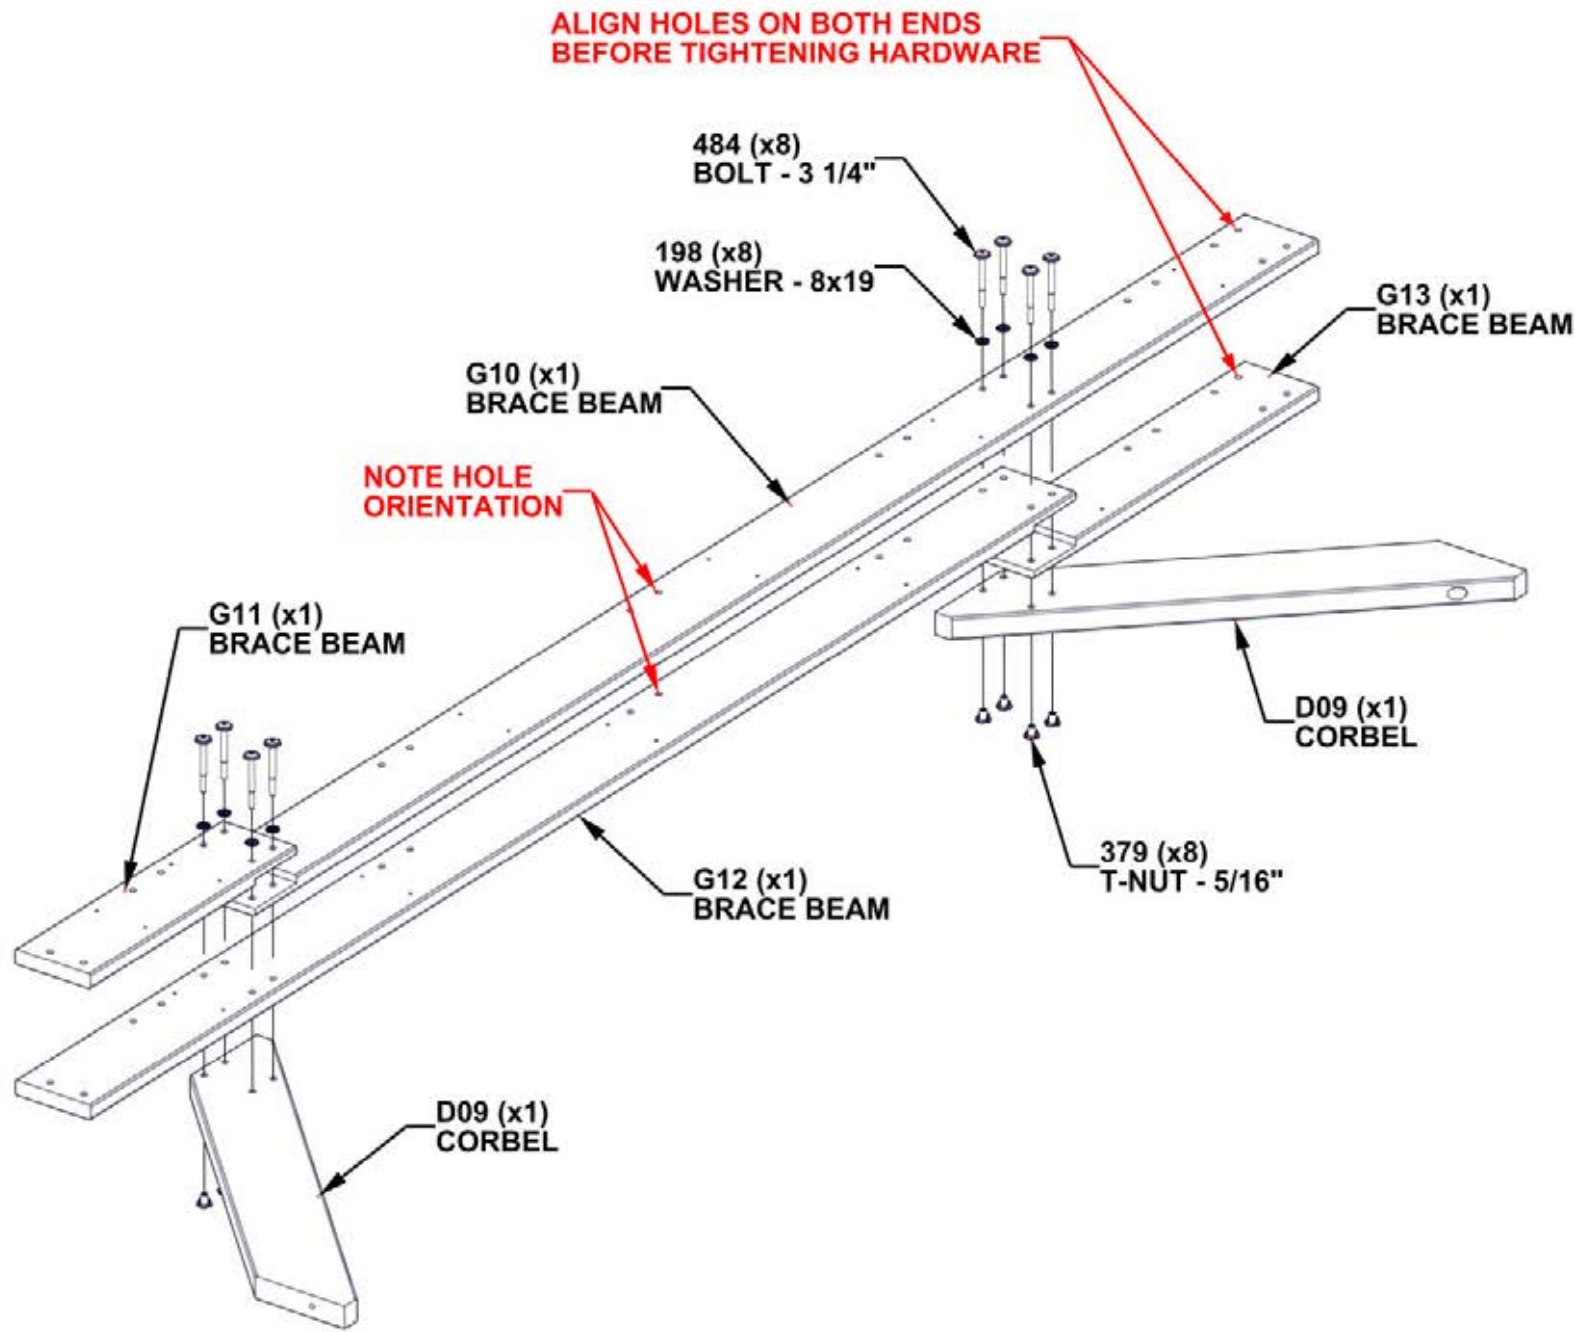 ALIGN HOLES ON BOTH ENDS
BEFORE TIGHTENING HARDWARE
484 (x8)
BOLT - 3 1/4"
198 (x8)
WASHER - 8x19
G13 (x1)
BRACE BEAM
G10 (x1)
BRACE BEAM
NOTE HOLE
ORIENTATION
G11 (x1)
BRACE BEAM
D09 (x1)
CORBEL
379 (x8)
T-NUT - 5/16"
G12 (x1)
BRACE BEAM
D09 (x1)
CORBEL